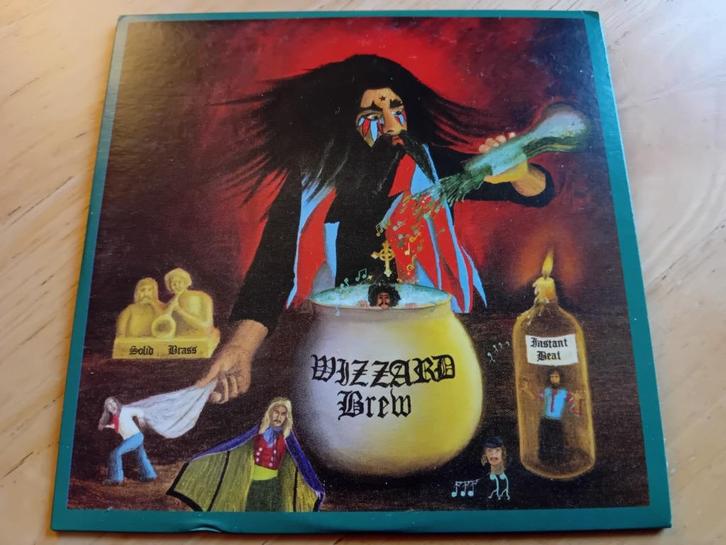 Solid Brass
WIZZARD
Brew
Instant
Beat